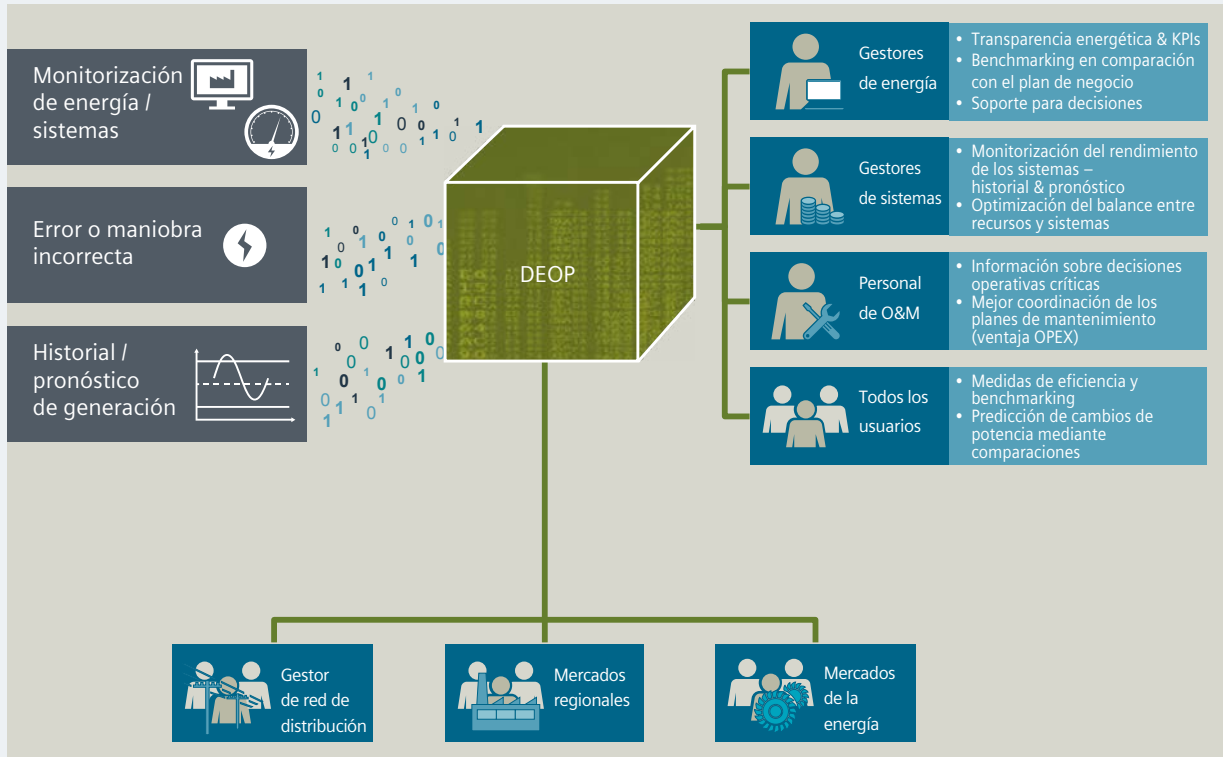 Monitorización
de energía /
sistemas
Error o maniobra
incorrecta
Historial /
pronóstico
de generación
DEOP
Gestores
de energía
• Transparencia energética & KPIs
• Benchmarking en comparación
con el plan de negocio
• Soporte para decisiones
Gestores
de sistemas
• Monitorización del rendimiento
de los sistemas –
historial & pronóstico
• Optimización del balance entre
recursos y sistemas
Personal
de O&M
• Información sobre decisiones
operativas críticas
• Mejor coordinación de los
planes de mantenimiento
(ventaja OPEX)
Todos los
usuarios
• Medidas de eficiencia y
benchmarking
• Predicción de cambios de
potencia mediante
comparaciones
Gestor
de red de
distribución
Mercados
regionales
Mercados
de la
energía